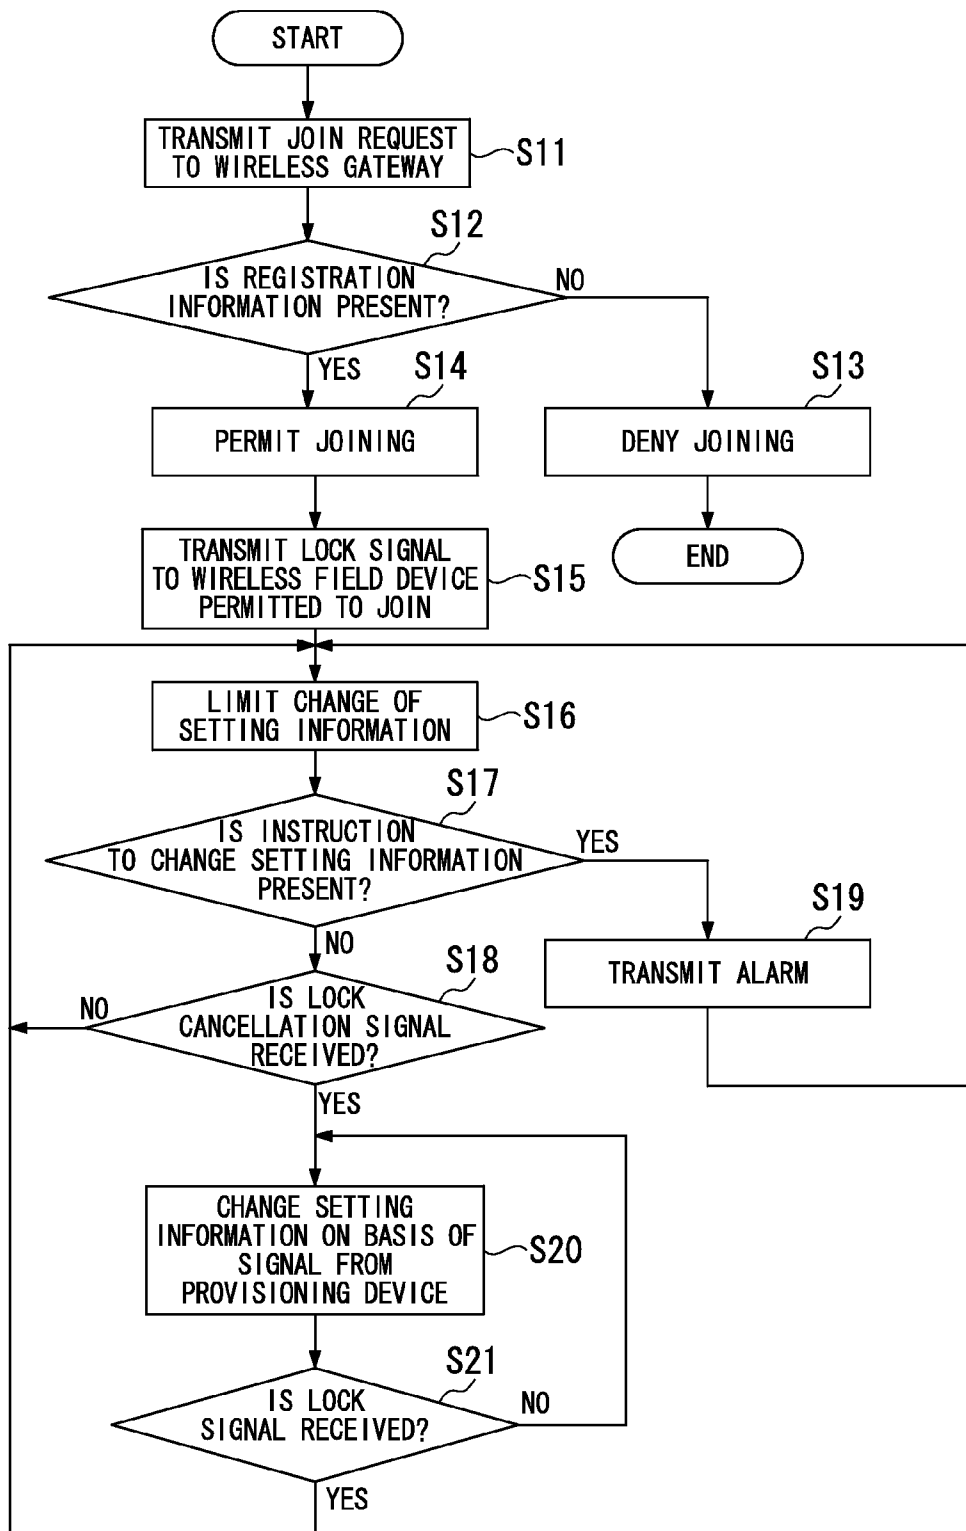 START
TRANSMIT JOIN REQUEST
TO WIRELESS GATEWAY
S11
S12
IS REGISTRATION
INFORMATION PRESENT?
NO
YES
S14
PERMIT JOINING
S13
DENY JOINING
END
TRANSMIT LOCK SIGNAL
TO WIRELESS FIELD DEVICE
PERMITTED TO JOIN
S15
LIMIT CHANGE OF
SETTING INFORMATION
S16
S17
IS INSTRUCTION
TO CHANGE SETTING INFORMATION
PRESENT?
YES
NO
S19
TRANSMIT ALARM
S18
IS LOCK
CANCELLATION SIGNAL
RECEIVED?
NO
YES
CHANGE SETTING
INFORMATION ON BASIS OF
SIGNAL FROM
PROVISIONING DEVICE
S20
S21
IS LOCK
SIGNAL RECEIVED?
NO
YES